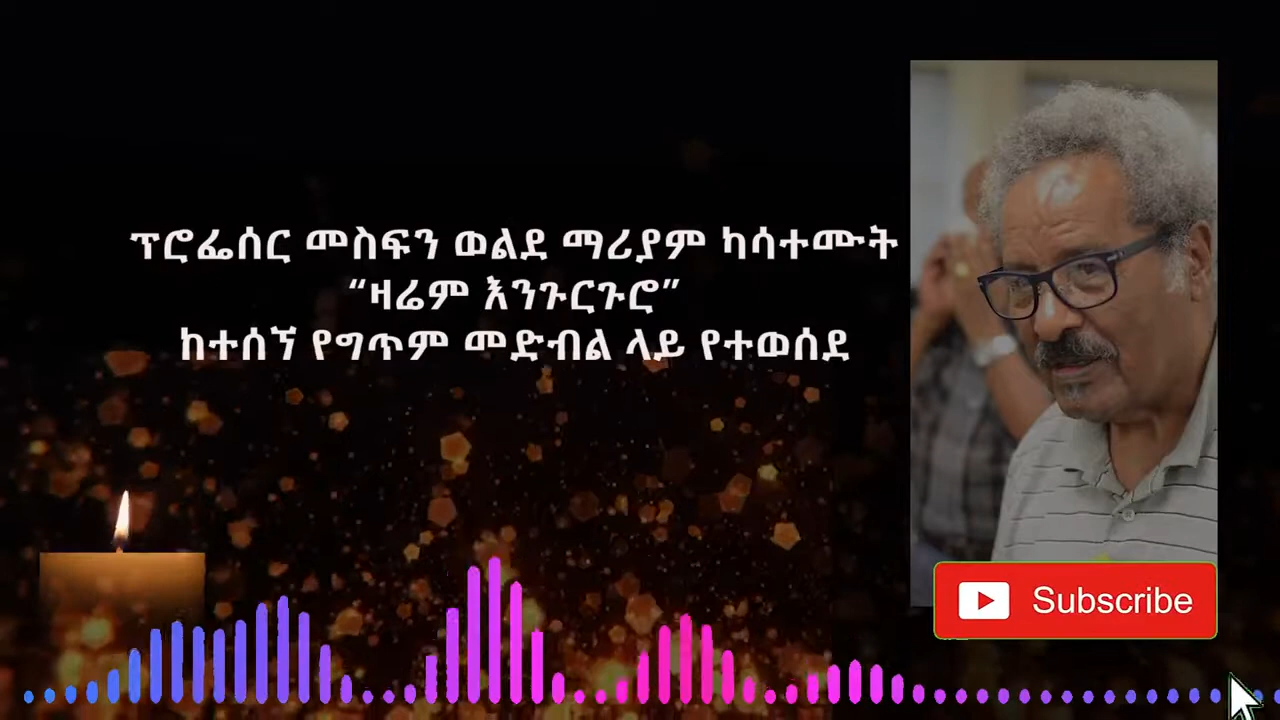 ፕሮፌሰር መስፍን ወልደ ማሪያም ካሳተሙት
“ዛሬም እንጉርጉሮ”
ከተሰኘ የግጥም መድብል ላይ የተወሰደ
Subscribe